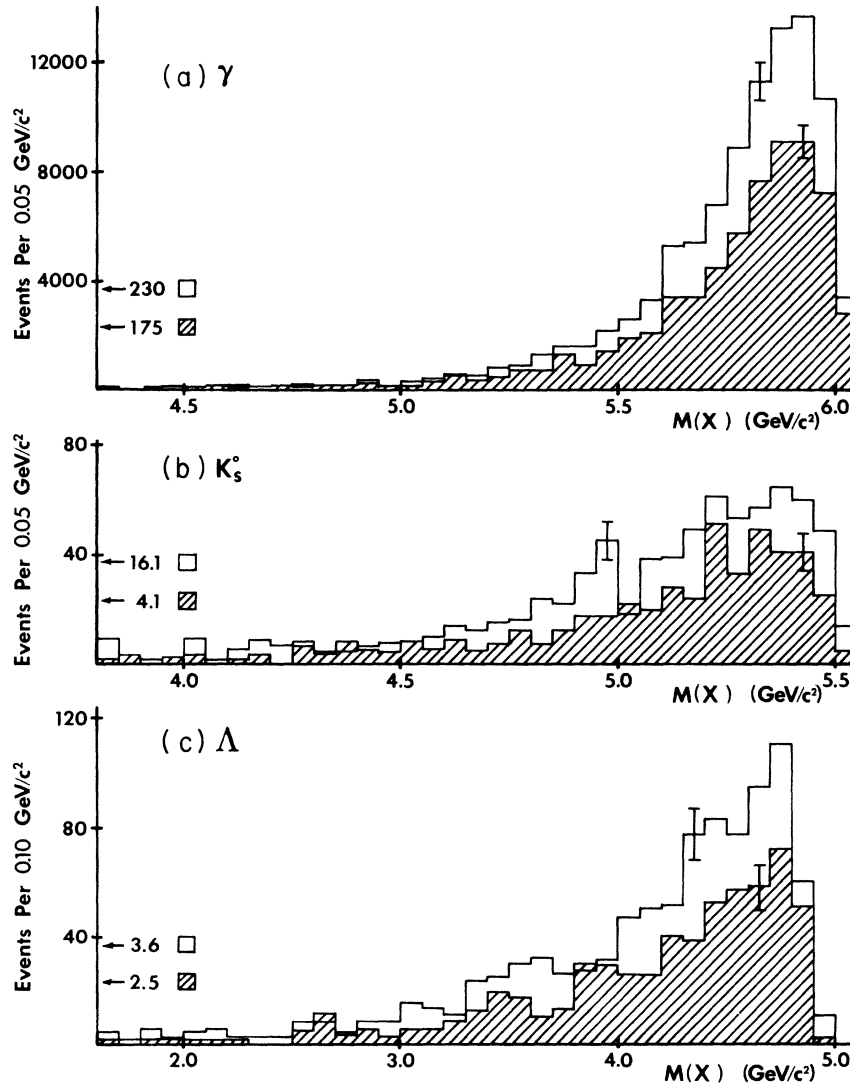 (a) γ
Events Per 0.05 GeV/c²
12000
8000
4000
← 230
← 175
4.5 5.0 5.5 6.0
M(X) (GeV/c²)
(b) K°s
Events Per 0.05 GeV/c²
80
40
← 16.1
← 4.1
4.0 4.5 5.0 5.5
M(X) (GeV/c²)
(c) Λ
Events Per 0.10 GeV/c²
120
80
40
← 3.6
← 2.5
2.0 3.0 4.0 5.0
M(X) (GeV/c²)